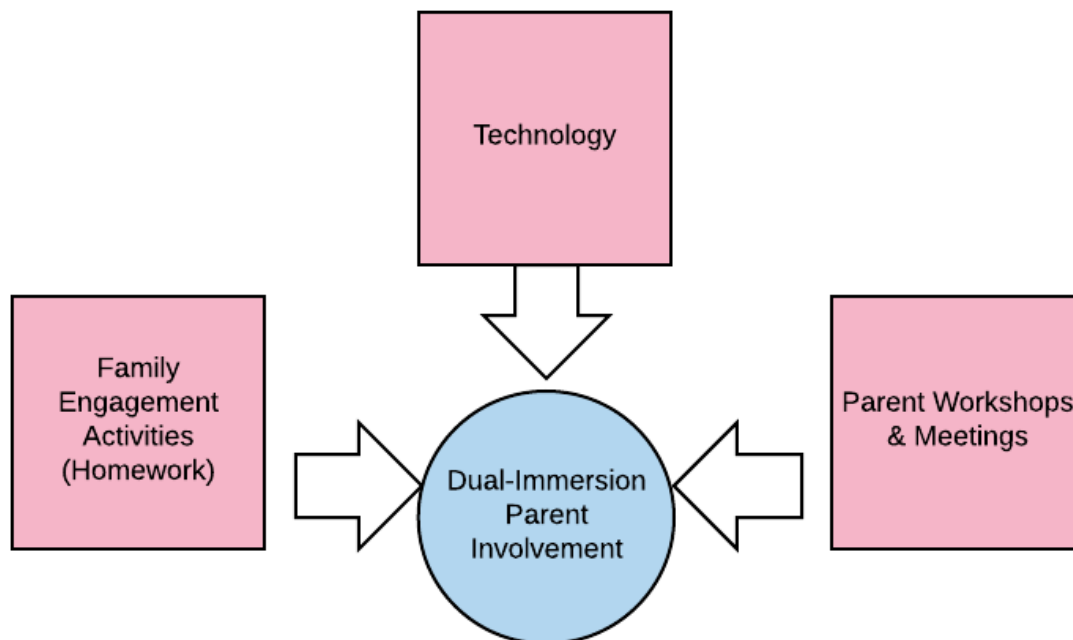 Technology
Family
Engagement
Activities
(Homework)
Parent Workshops
& Meetings
Dual-Immersion
Parent
Involvement